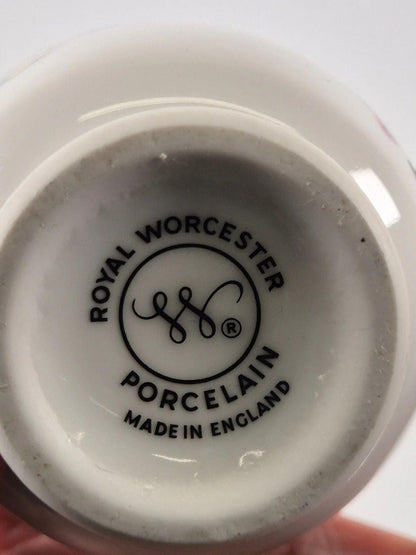 ROYAL WORCESTER
W®
PORCELAIN
MADE IN ENGLAND